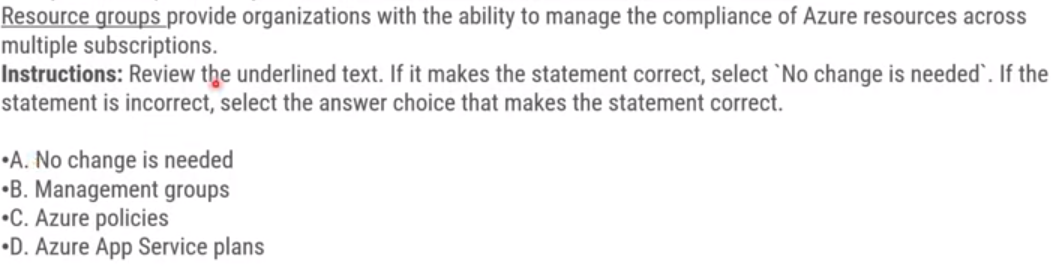 Resource groups provide organizations with the ability to manage the compliance of Azure resources across
multiple subscriptions.
Instructions: Review the underlined text. If it makes the statement correct, select `No change is needed`. If the
statement is incorrect, select the answer choice that makes the statement correct.
•A. No change is needed
•B. Management groups
•C. Azure policies
•D. Azure App Service plans